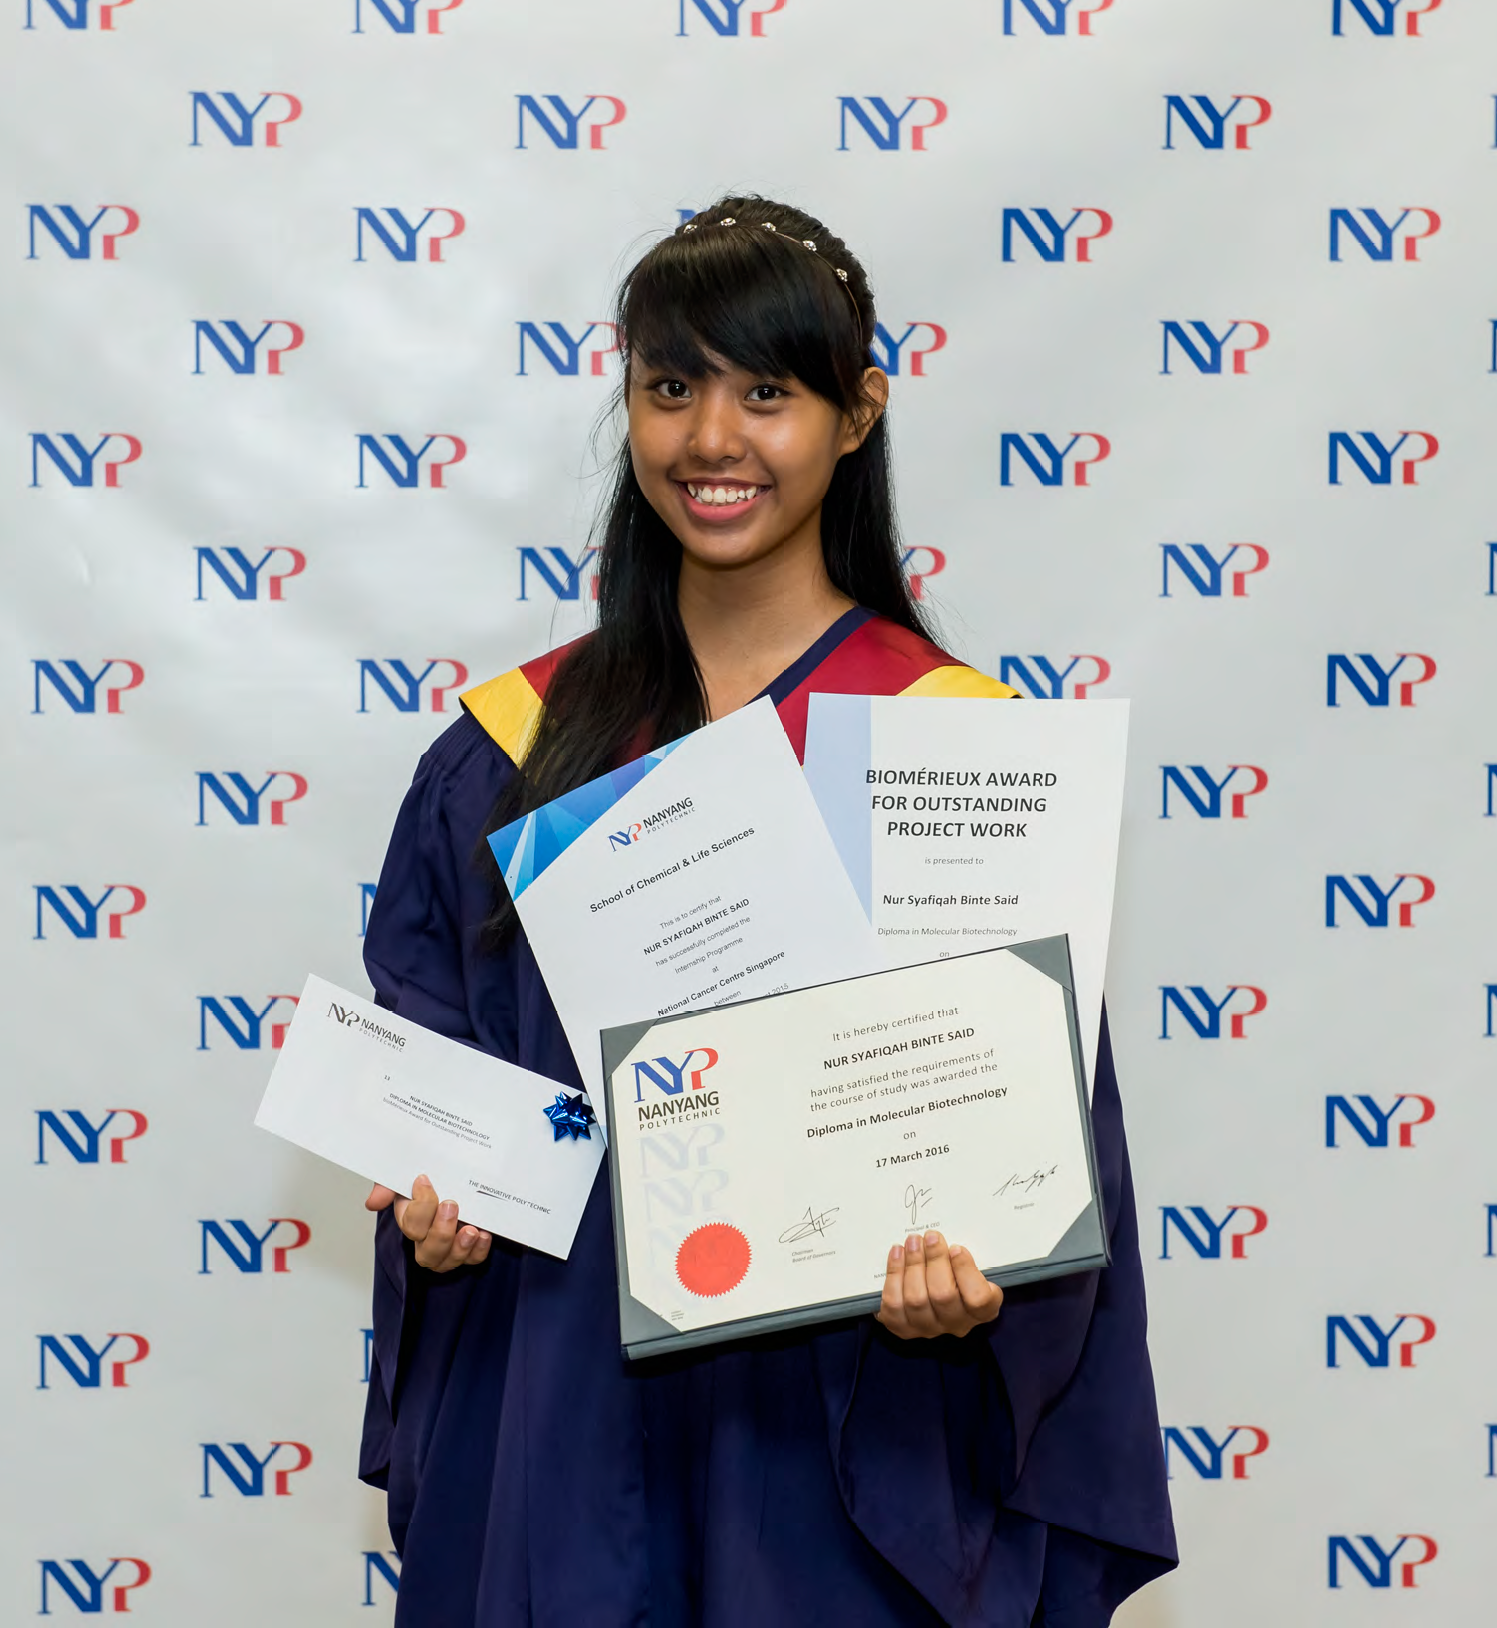 NYP NANYANG
POLYTECHNIC
School of Chemical & Life Sciences
This is to certify that
NUR SYAFIQAH BINTE SAID
has successfully completed the
Internship Programme
at
National Cancer Centre Singapore
between
2015
BIOMÉRIEUX AWARD
FOR OUTSTANDING
PROJECT WORK
is presented to
Nur Syafiqah Binte Said
Diploma in Molecular Biotechnology
on
NYP NANYANG
POLYTECHNIC
13
NUR SYAFIQAH BINTE SAID
DIPLOMA IN MOLECULAR BIOTECHNOLOGY
bioMérieux Award for Outstanding Project Work
THE INNOVATIVE POLYTECHNIC
NYP
NANYANG
POLYTECHNIC
It is hereby certified that
NUR SYAFIQAH BINTE SAID
having satisfied the requirements of
the course of study was awarded the
Diploma in Molecular Biotechnology
on
17 March 2016
Chairman
Board of Governors
Principal & CEO
Registrar